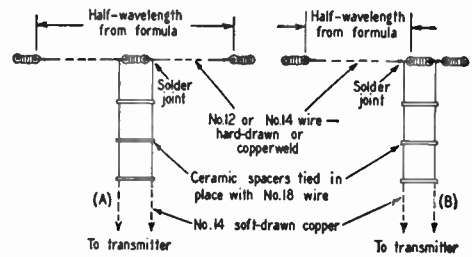 Half-wavelength
from formula
Half-wavelength
from formula
Solder
joint
Solder
joint
No.12 or No.14 wire—
hard-drawn or
copperweld
Ceramic spacers tied in
place with No.18 wire
(A)
(B)
No.14 soft-drawn copper
To transmitter
To transmitter